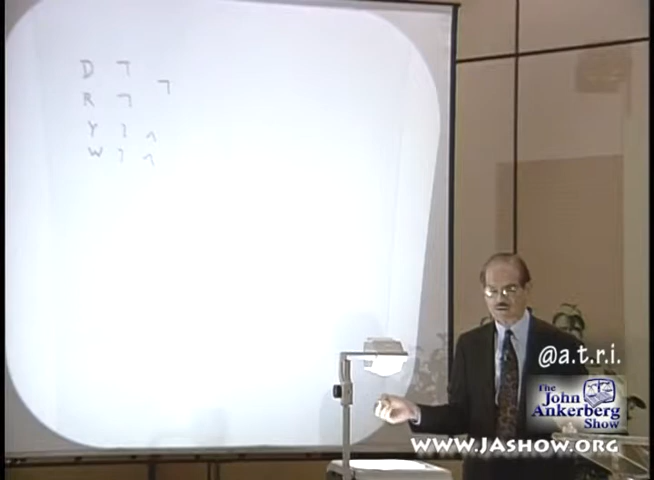 D ℸ
ℸ
R ℸ
Y ו ^
W ו ^
@a.t.r.i.
The
John
Ankerberg
Show
WWW.JASHOW.ORG